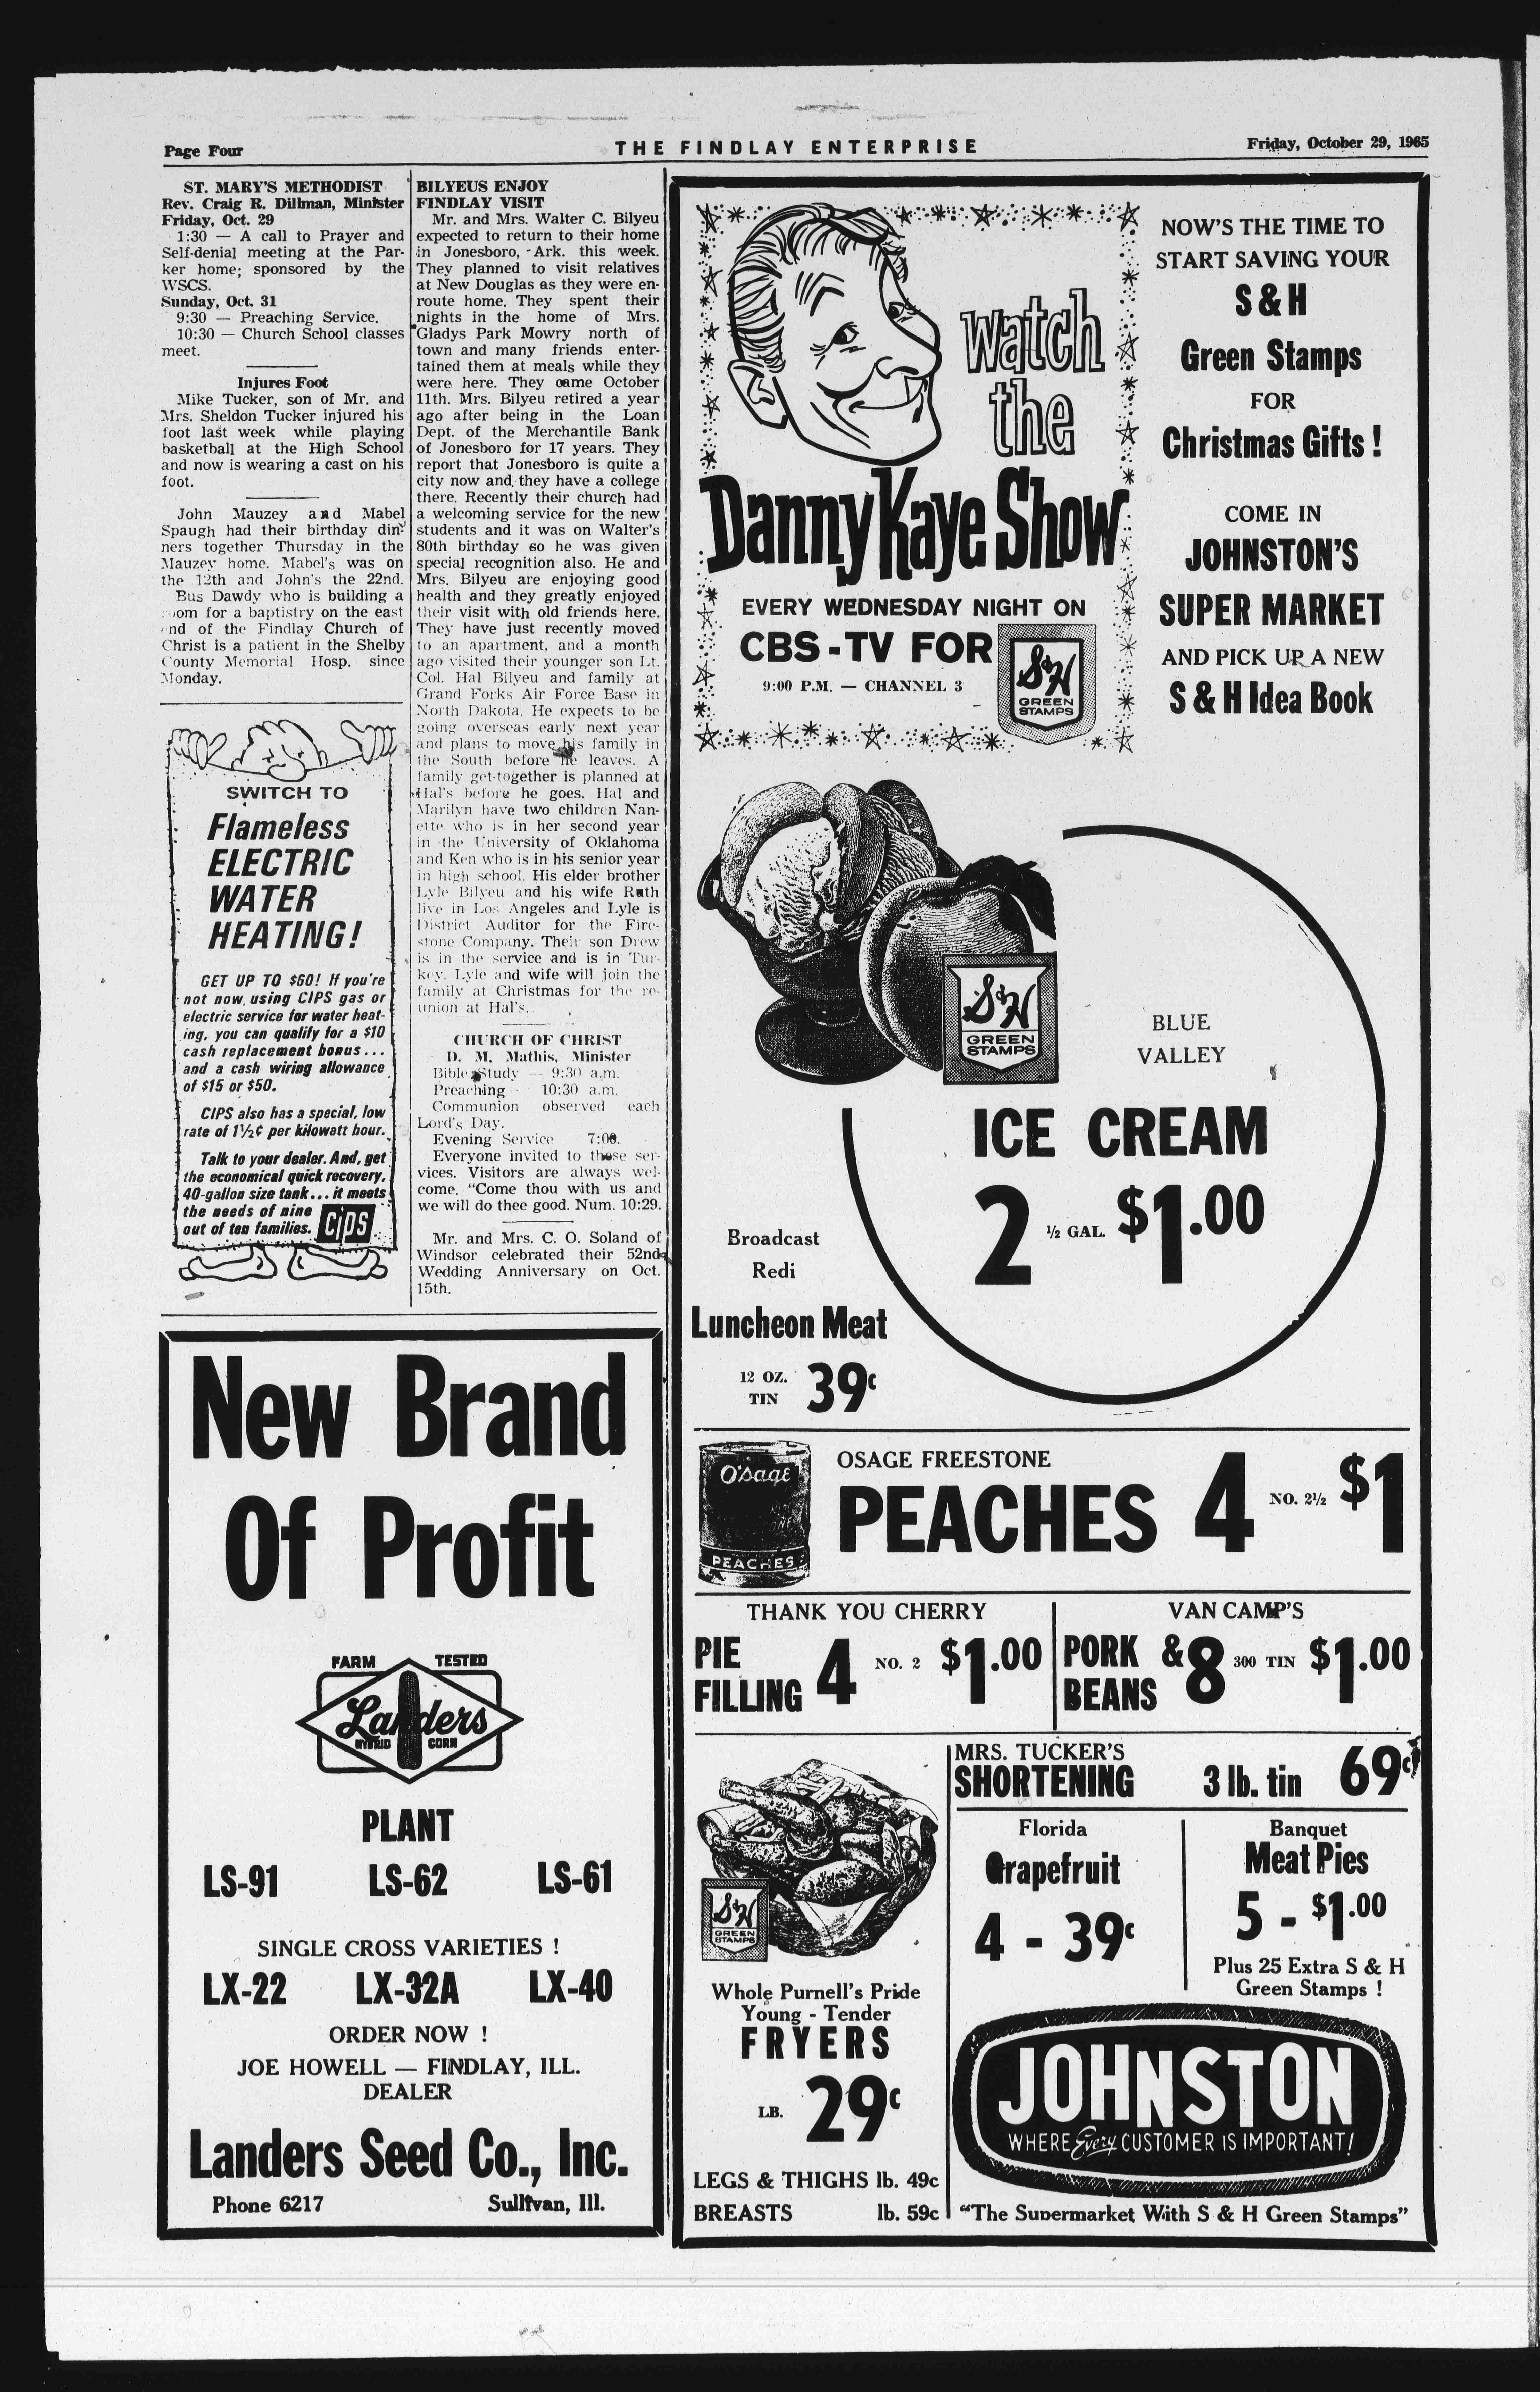 Page Four
THE FINDLAY ENTERPRISE
Friday, October 29, 1965
ST. MARY'S METHODIST
Rev. Craig R. Dillman, Minister
Friday, Oct. 29
1:30 — A call to Prayer and
Self-denial meeting at the Par-
ker home; sponsored by the
WSCS.
Sunday, Oct. 31
9:30 — Preaching Service.
10:30 — Church School classes
meet.
Injures Foot
Mike Tucker, son of Mr. and
Mrs. Sheldon Tucker injured his
foot last week while playing
basketball at the High School
and now is wearing a cast on his
foot.
John Mauzey and Mabel
Spaugh had their birthday din-
ners together Thursday in the
Mauzey home. Mabel's was on
the 12th and John's the 22nd.
Bus Dawdy who is building a
room for a baptistry on the east
end of the Findlay Church of
Christ is a patient in the Shelby
County Memorial Hosp. since
Monday.
SWITCH TO
Flameless
ELECTRIC
WATER
HEATING!
GET UP TO $60! If you're
not now using CIPS gas or
electric service for water heat-
ing, you can qualify for a $10
cash replacement bonus...
and a cash wiring allowance
of $15 or $50.
CIPS also has a special, low
rate of 1½¢ per kilowatt hour.
Talk to your dealer. And, get
the economical quick recovery,
40-gallon size tank... it meets
the needs of nine
out of ten families.
CIPS
BILYEUS ENJOY
FINDLAY VISIT
Mr. and Mrs. Walter C. Bilyeu
expected to return to their home
in Jonesboro, Ark. this week.
They planned to visit relatives
at New Douglas as they were en-
route home. They spent their
nights in the home of Mrs.
Gladys Park Mowry north of
town and many friends enter-
tained them at meals while they
were here. They came October
11th. Mrs. Bilyeu retired a year
ago after being in the Loan
Dept. of the Merchantile Bank
of Jonesboro for 17 years. They
report that Jonesboro is quite a
city now and they have a college
there. Recently their church had
a welcoming service for the new
students and it was on Walter's
80th birthday so he was given
special recognition also. He and
Mrs. Bilyeu are enjoying good
health and they greatly enjoyed
their visit with old friends here.
They have just recently moved
to an apartment, and a month
ago visited their younger son Lt.
Col. Hal Bilyeu and family at
Grand Forks Air Force Base in
North Dakota. He expects to be
going overseas early next year
and plans to move his family in
the South before he leaves. A
family get-together is planned at
Hal's before he goes. Hal and
Marilyn have two children Nan-
ette who is in her second year
in the University of Oklahoma
and Ken who is in his senior year
in high school. His elder brother
Lyle Bilyeu and his wife Ruth
live in Los Angeles and Lyle is
District Auditor for the Fire-
stone Company. Their son Drew
is in the service and is in Tur-
key. Lyle and wife will join the
family at Christmas for the re-
union at Hal's.
CHURCH OF CHRIST
D. M. Mathis, Minister
Bible Study — 9:30 a.m.
Preaching - 10:30 a.m.
Communion observed each
Lord's Day.
Evening Service 7:00.
Everyone invited to these ser-
vices. Visitors are always wel-
come. "Come thou with us and
we will do thee good. Num. 10:29.
Mr. and Mrs. C. O. Soland of
Windsor celebrated their 52nd
Wedding Anniversary on Oct.
15th.
New Brand
Of Profit
FARM TESTED
Landers
HYBRID CORN
PLANT
LS-91 LS-62 LS-61
SINGLE CROSS VARIETIES !
LX-22 LX-32A LX-40
ORDER NOW !
JOE HOWELL — FINDLAY, ILL.
DEALER
Landers Seed Co., Inc.
Phone 6217 Sullivan, Ill.
watch
the
Danny Kaye Show
EVERY WEDNESDAY NIGHT ON
CBS-TV FOR
9:00 P.M. — CHANNEL 3
S&H
GREEN
STAMPS
NOW'S THE TIME TO
START SAVING YOUR
S & H
Green Stamps
FOR
Christmas Gifts !
COME IN
JOHNSTON'S
SUPER MARKET
AND PICK UP A NEW
S & H Idea Book
S&H
GREEN
STAMPS
BLUE
VALLEY
ICE CREAM
2 ½ GAL. $1.00
Broadcast
Redi
Luncheon Meat
12 OZ.
TIN 39c
O'sage
PEACHES
OSAGE FREESTONE
PEACHES 4 NO. 2½ $1
THANK YOU CHERRY
PIE
FILLING 4 NO. 2 $1.00
VAN CAMP'S
PORK &
BEANS 8 300 TIN $1.00
S&H
GREEN
STAMPS
Whole Purnell's Pride
Young - Tender
FRYERS
LB. 29c
LEGS & THIGHS lb. 49c
BREASTS lb. 59c
MRS. TUCKER'S
SHORTENING 3 lb. tin 69c
Florida
Grapefruit
4 - 39c
Banquet
Meat Pies
5 - $1.00
Plus 25 Extra S & H
Green Stamps !
JOHNSTON
WHERE Every CUSTOMER IS IMPORTANT!
"The Supermarket With S & H Green Stamps"